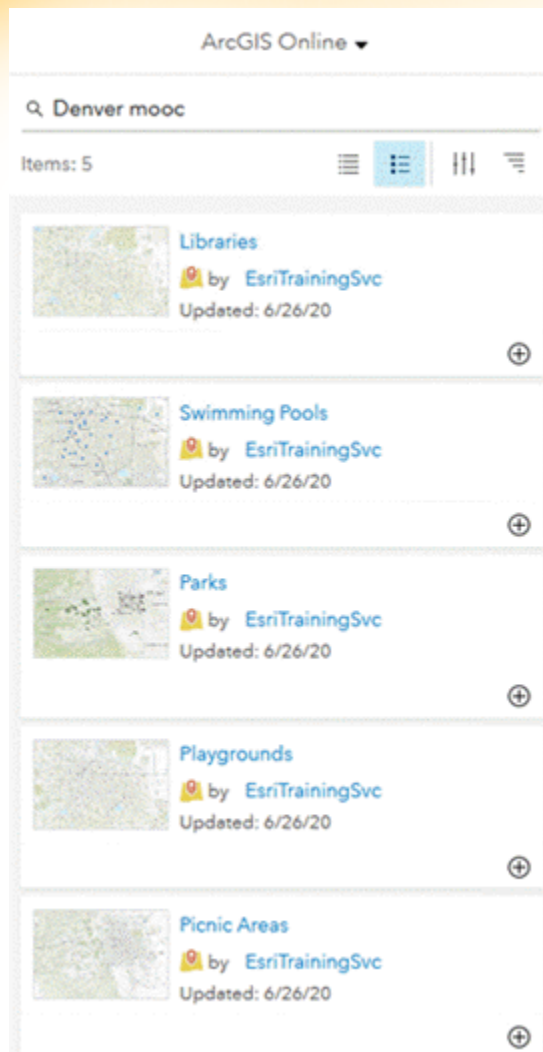 ArcGIS Online
Denver mooc
Items: 5
Libraries
by EsriTrainingSvc
Updated: 6/26/20
Swimming Pools
by EsriTrainingSvc
Updated: 6/26/20
Parks
by EsriTrainingSvc
Updated: 6/26/20
Playgrounds
by EsriTrainingSvc
Updated: 6/26/20
Picnic Areas
by EsriTrainingSvc
Updated: 6/26/20